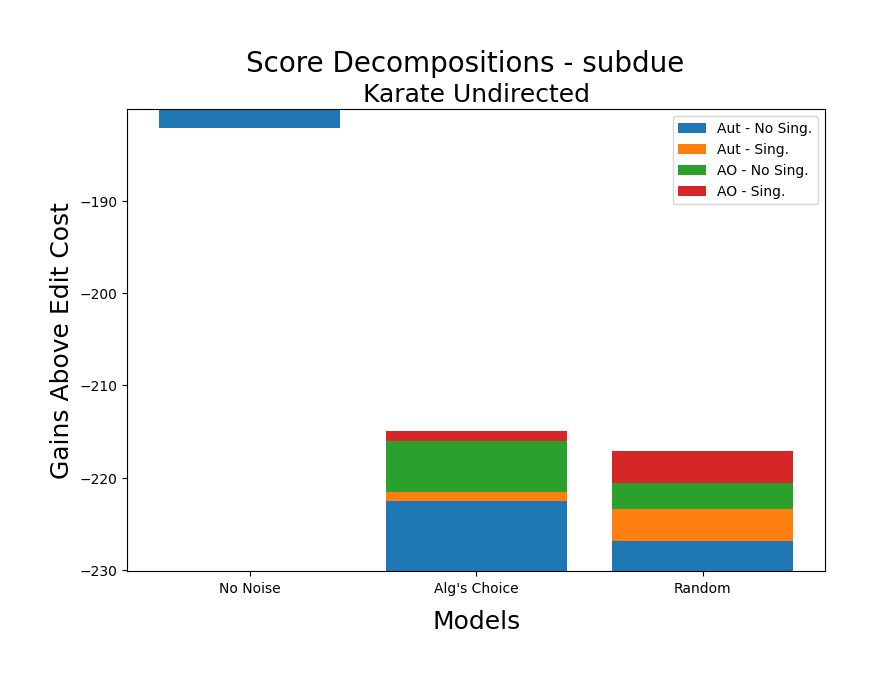 Score Decompositions - subdue
Karate Undirected
Aut - No Sing.
Aut - Sing.
AO - No Sing.
AO - Sing.
Gains Above Edit Cost
−190
−200
−210
−220
−230
No Noise
Alg's Choice
Random
Models